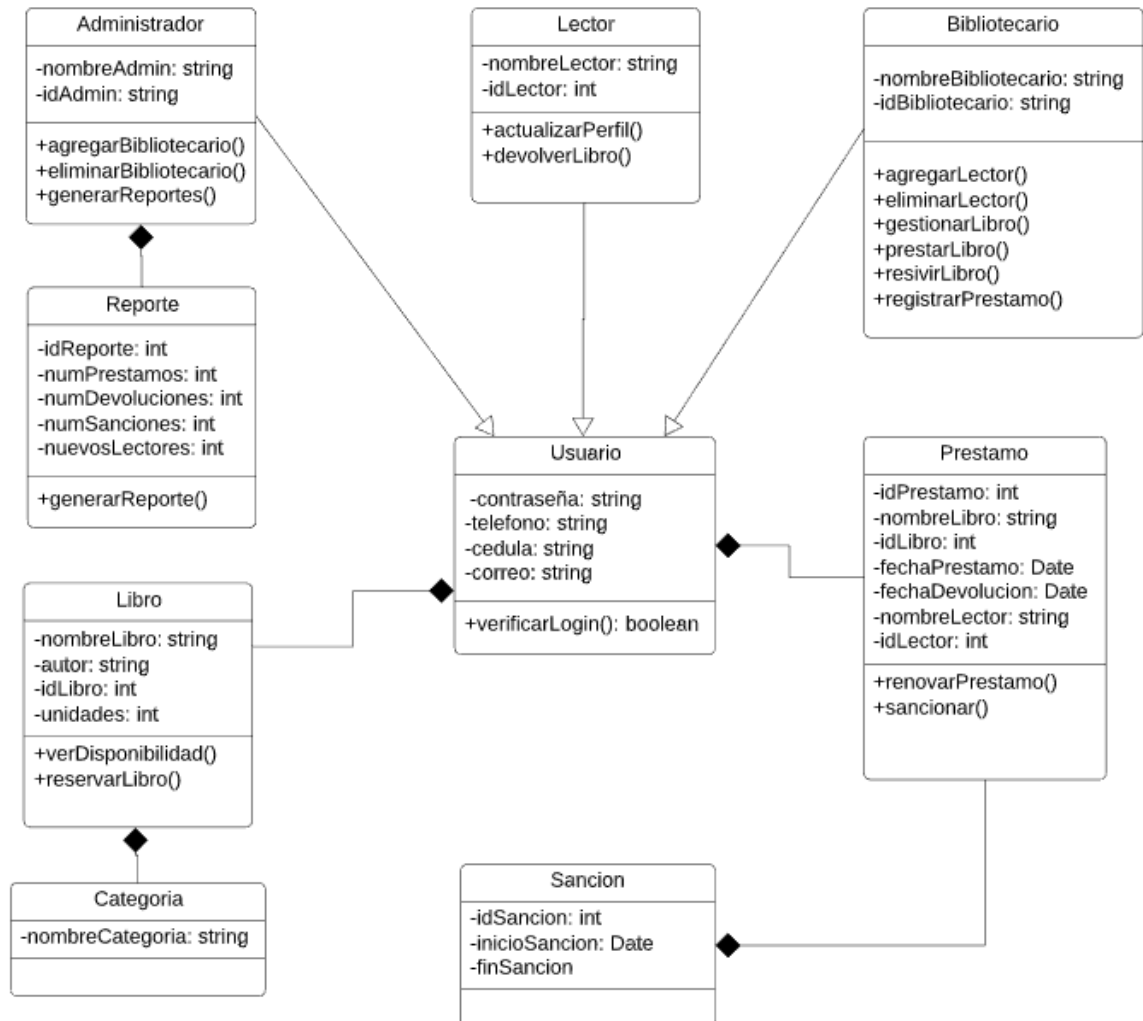 Administrador
-nombreAdmin: string
-idAdmin: string
+agregarBibliotecario()
+eliminarBibliotecario()
+generarReportes()
Lector
-nombreLector: string
-idLector: int
+actualizarPerfil()
+devolverLibro()
Bibliotecario
-nombreBibliotecario: string
-idBibliotecario: string
+agregarLector()
+eliminarLector()
+gestionarLibro()
+prestarLibro()
+resivirLibro()
+registrarPrestamo()
Reporte
-idReporte: int
-numPrestamos: int
-numDevoluciones: int
-numSanciones: int
-nuevosLectores: int
+generarReporte()
Usuario
-contraseña: string
-telefono: string
-cedula: string
-correo: string
+verificarLogin(): boolean
Prestamo
-idPrestamo: int
-nombreLibro: string
-idLibro: int
-fechaPrestamo: Date
-fechaDevolucion: Date
-nombreLector: string
-idLector: int
+renovarPrestamo()
+sancionar()
Libro
-nombreLibro: string
-autor: string
-idLibro: int
-unidades: int
+verDisponibilidad()
+reservarLibro()
Categoria
-nombreCategoria: string
Sancion
-idSancion: int
-inicioSancion: Date
-finSancion